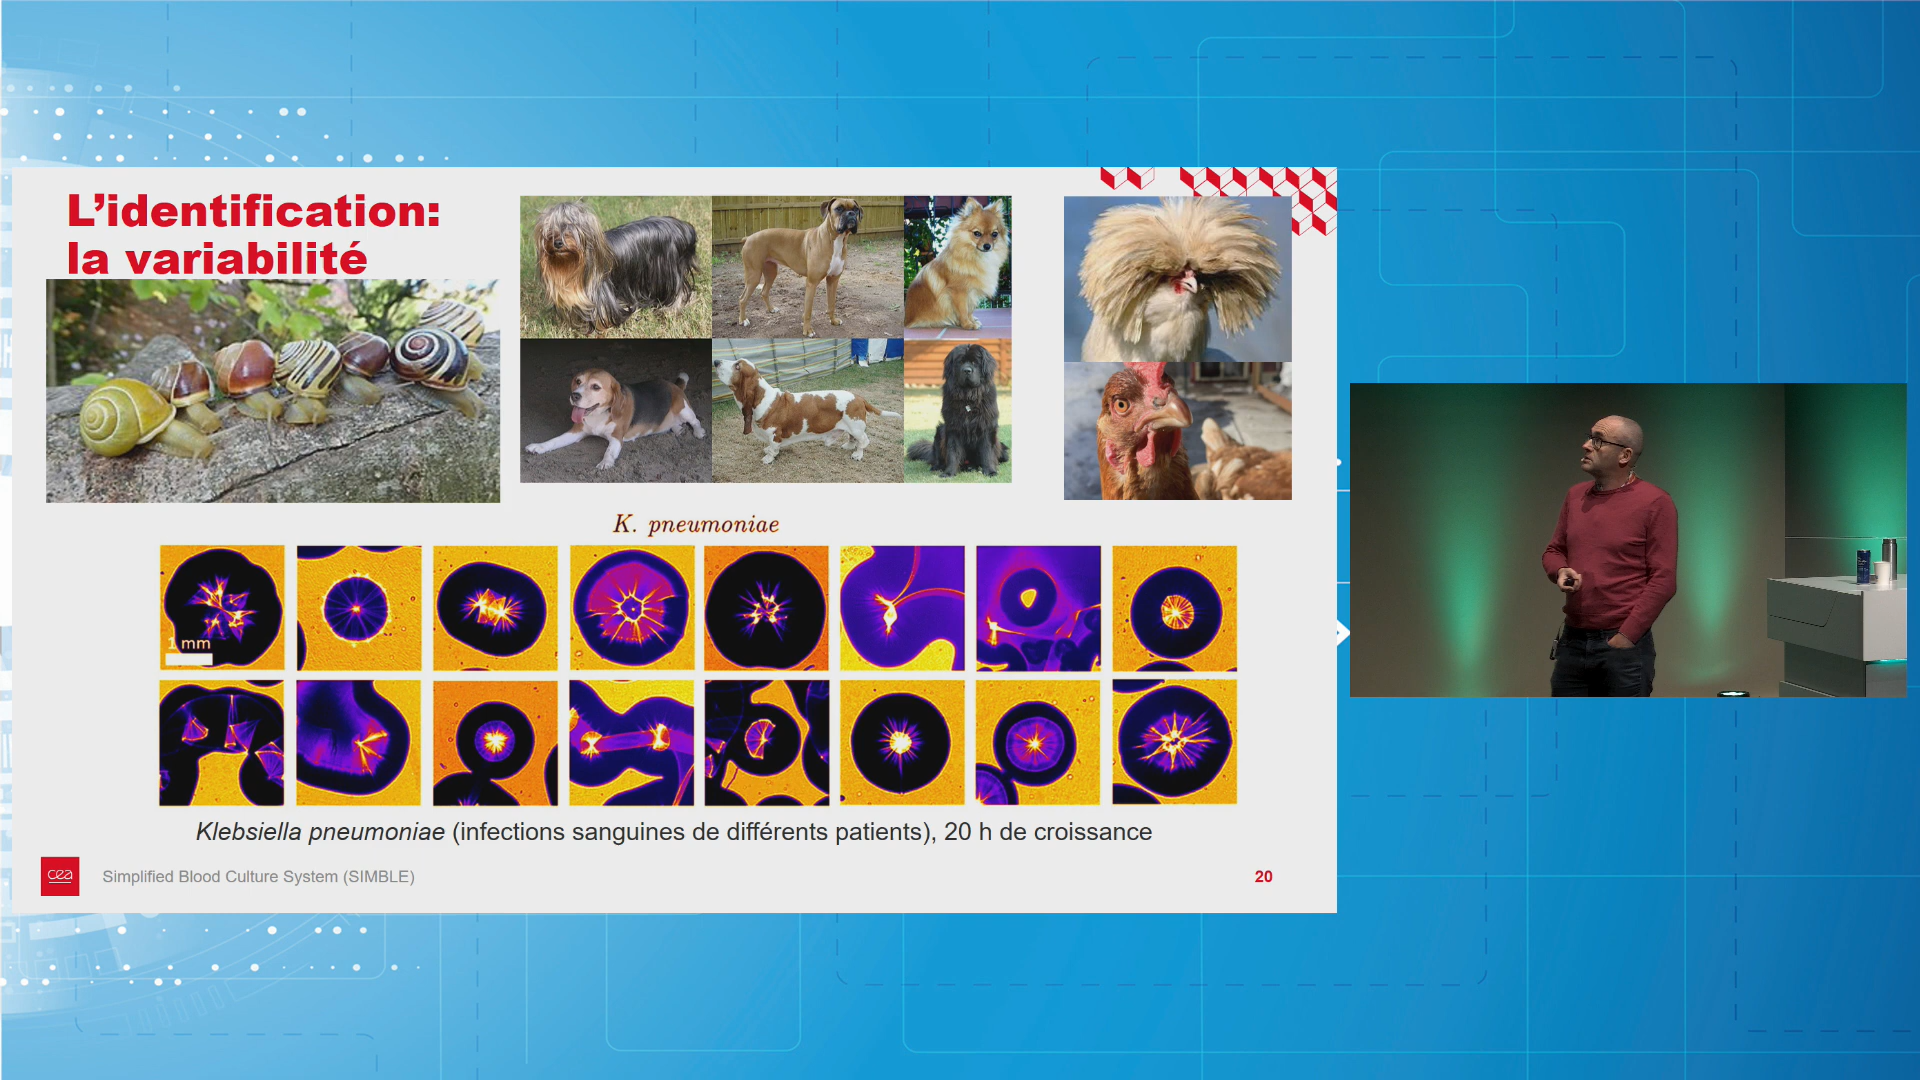 L’identification:
la variabilité
K. pneumoniae
1 mm
Klebsiella pneumoniae (infections sanguines de différents patients), 20 h de croissance
cea
Simplified Blood Culture System (SIMBLE)
20